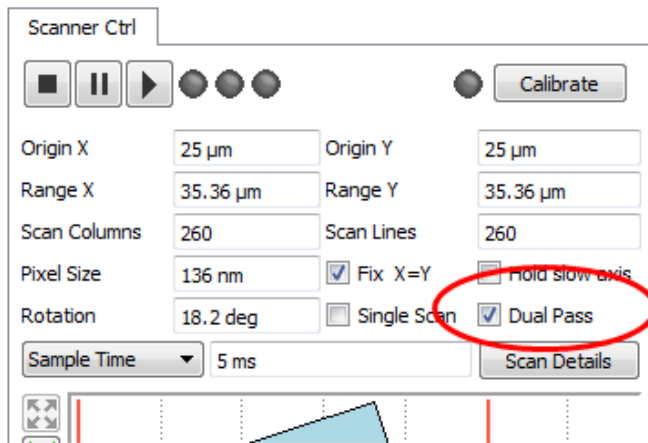 Scanner Ctrl
Calibrate
Origin X 25 µm Origin Y 25 µm
Range X 35.36 µm Range Y 35.36 µm
Scan Columns 260 Scan Lines 260
Pixel Size 136 nm Fix X=Y Hold slow axis
Rotation 18.2 deg Single Scan Dual Pass
Sample Time 5 ms Scan Details